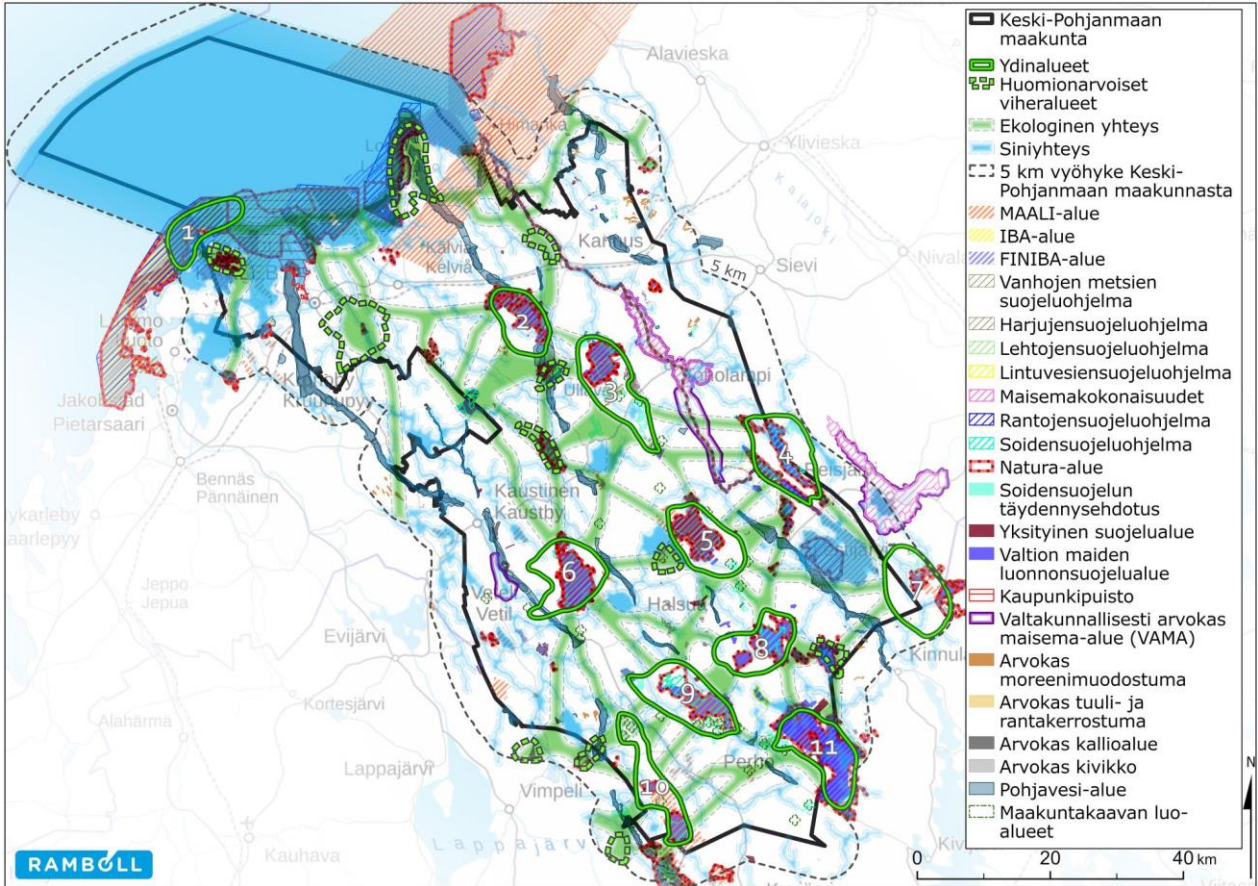 Keski-Pohjanmaan
maakunta
Ydinalueet
Huomionarvoiset
viheralueet
Ekologinen yhteys
Siniyhteys
5 km vyöhyke Keski-
Pohjanmaan maakunnasta
MAALI-alue
IBA-alue
FINIBA-alue
Vanhojen metsien
suojeluohjelma
Harjujensuojeluohjelma
Lehtojensuojeluohjelma
Lintuvesiensuojeluohjelma
Maisemakokonaisuudet
Rantojensuojeluohjelma
Soidensuojeluohjelma
Natura-alue
Soidensuojelun
täydennysehdotus
Yksityinen suojelualue
Valtion maiden
luonnonsuojelualue
Kaupunkipuisto
Valtakunnallisesti arvokas
maisema-alue (VAMA)
Arvokas
moreenimuodostuma
Arvokas tuuli- ja
rantakerrostuma
Arvokas kallioalue
Arvokas kivikko
Pohjavesi-alue
Maakuntakaavan luo-
alueet
Alavieska
Ylivieska
Kalajoki
Kannus
Sievi
Nivala
5 km
Kälviä
Kelviå
1
2
3
4
5
6
7
8
9
10
11
Jakobstad
Pietarsaari
Bennäs
Pännäinen
Jeppo
Jepua
Kaustinen
Kaustby
Vetil
Halsua
Evijärvi
Kortesjärvi
Alahärmä
Lappajärvi
Vimpeli
Kauhava
Lappajärvi
Perho
N
0 20 40 km
RAMBOLL